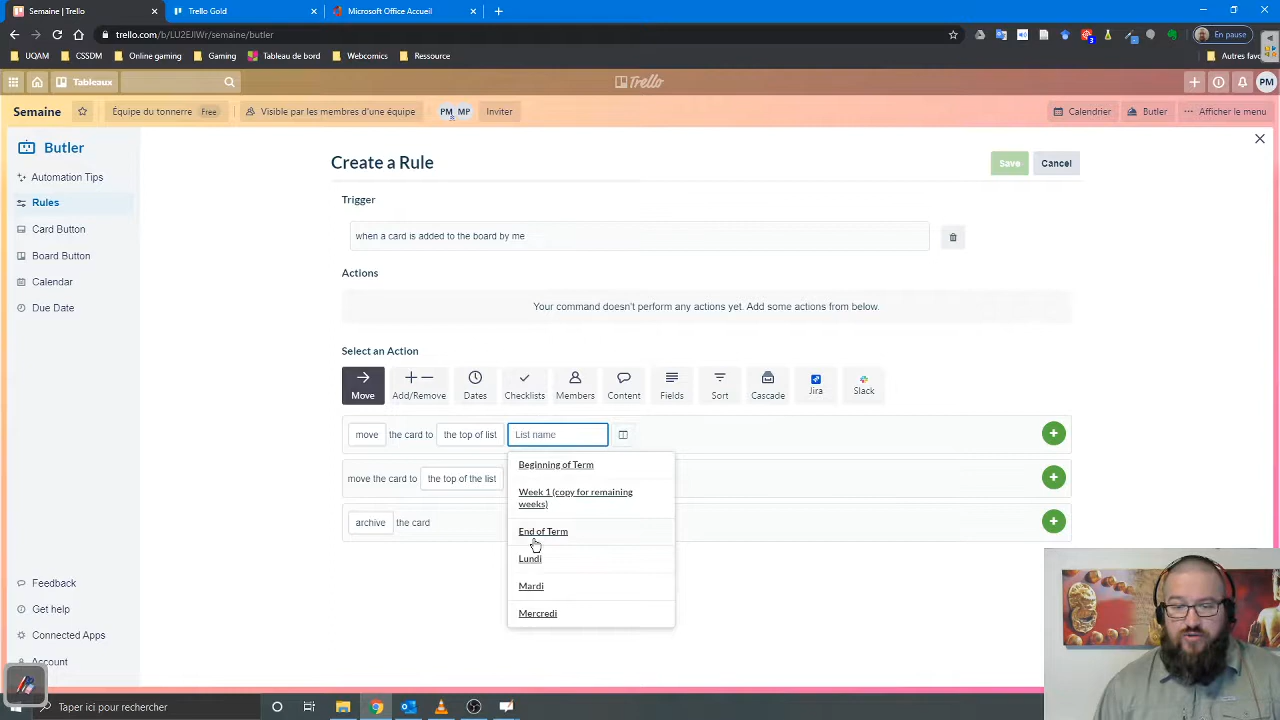 Semaine | Trello
Trello Gold
Microsoft Office Accueil
trello.com/b/LU2EJIWr/semaine/butler
En pause
UQAM
CSSDM
Online gaming
Gaming
Tableau de bord
Webcomics
Ressource
Autres fav
Tableaux
Trello
PM
Semaine
Équipe du tonnerre Free
Visible par les membres d'une équipe
PM MP
Inviter
Calendrier
Butler
Afficher le menu
Butler
Automation Tips
Rules
Card Button
Board Button
Calendar
Due Date
Feedback
Get help
Connected Apps
Account
Create a Rule
Save
Cancel
Trigger
when a card is added to the board by me
Actions
Your command doesn't perform any actions yet. Add some actions from below.
Select an Action
Move
Add/Remove
Dates
Checklists
Members
Content
Fields
Sort
Cascade
Jira
Slack
move the card to the top of list List name
move the card to the top of the list
archive the card
Beginning of Term
Week 1 (copy for remaining
weeks)
End of Term
Lundi
Mardi
Mercredi
Taper ici pour rechercher